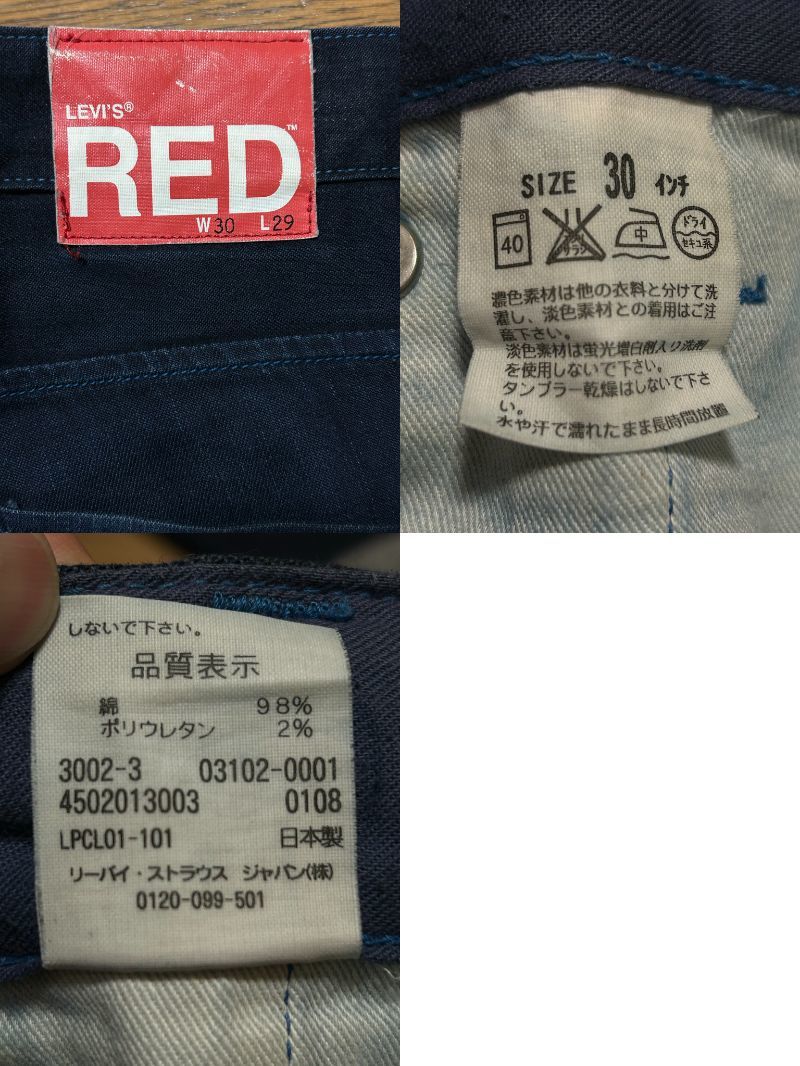 LEVI'S®
RED™
W30 L29
SIZE 30 インチ
40
サラシ
中
ドライ
セキユ系
濃色素材は他の衣料と分けて洗
濯し、淡色素材との着用はご注
意下さい。
淡色素材は蛍光増白剤入り洗剤
を使用しないで下さい。
タンブラー乾燥はしないで下さ
い。
水や汗で濡れたまま長時間放置
しないで下さい。
品質表示
綿 98%
ポリウレタン 2%
3002-3 03102-0001
4502013003 0108
LPCL01-101 日本製
リーバイ・ストラウス ジャパン(株)
0120-099-501